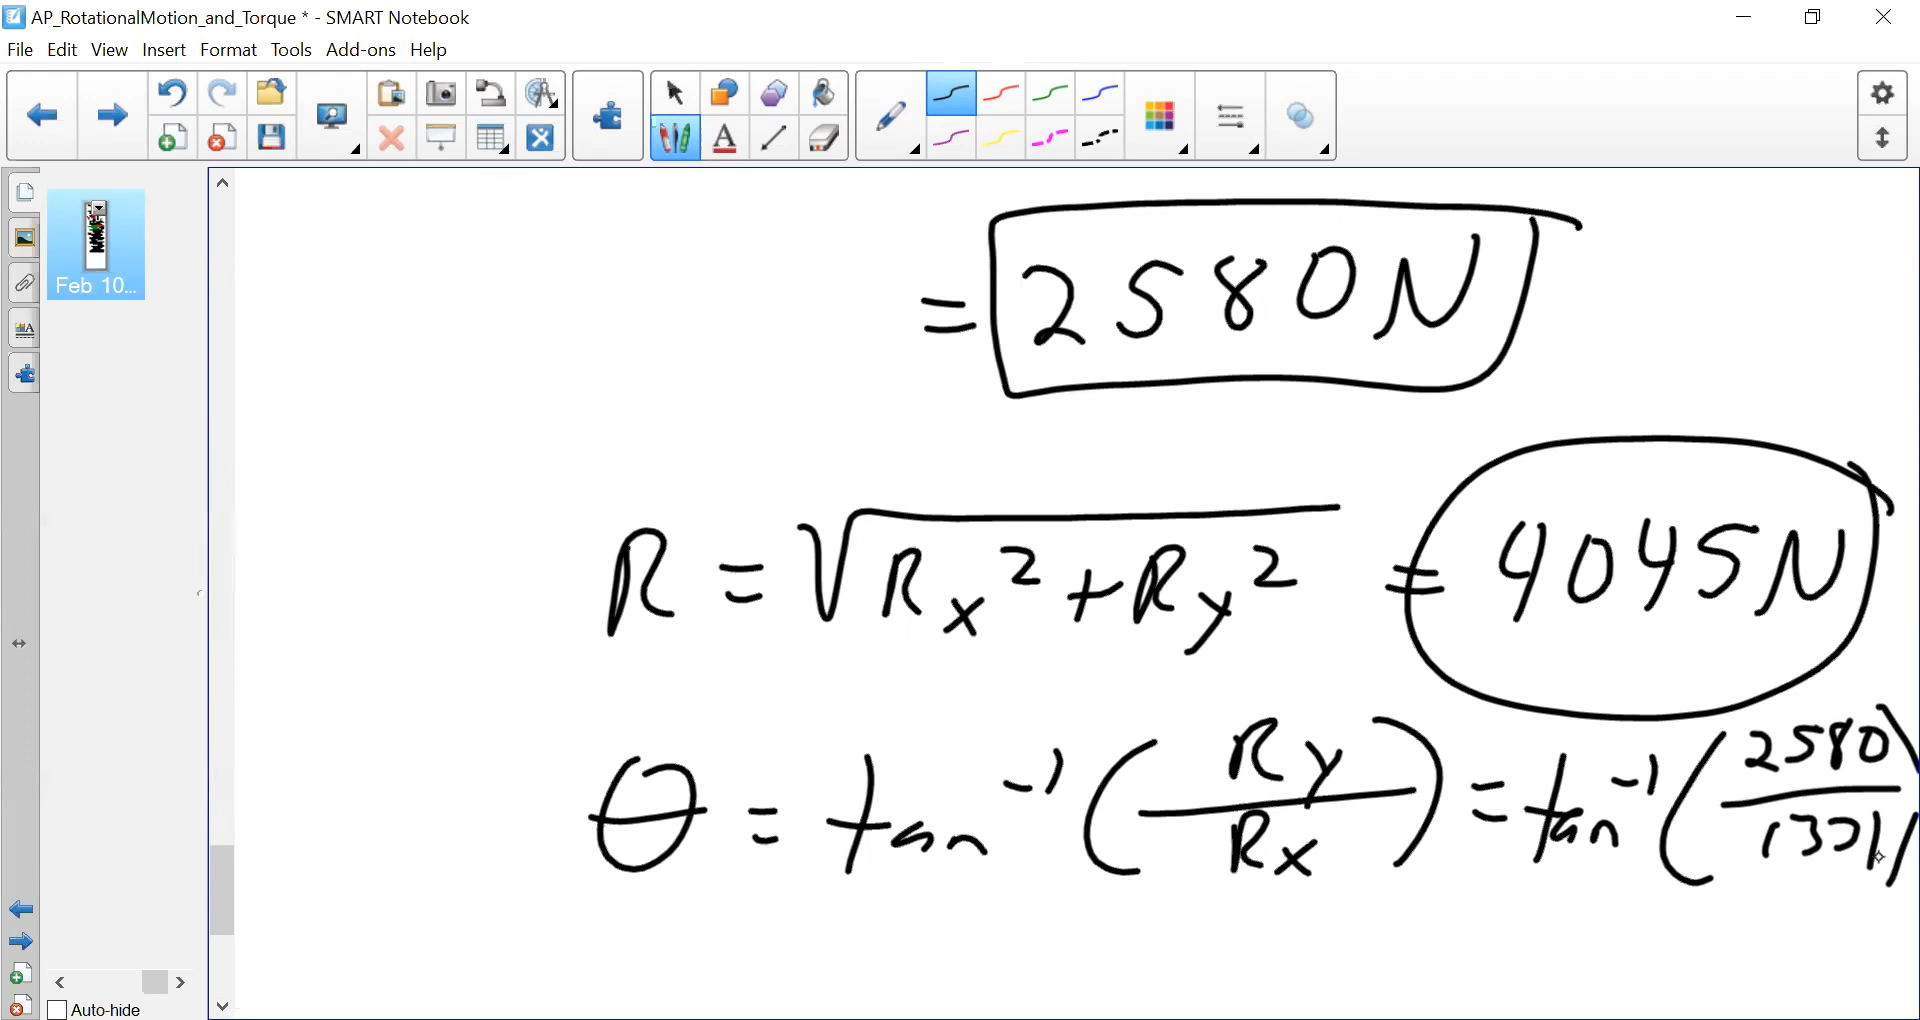 AP_RotationalMotion_and_Torque * - SMART Notebook
File Edit View Insert Format Tools Add-ons Help
Feb 10...
= 2580N
R = √Rx² + Ry² = 4045N
θ = tan⁻¹ (Ry/Rx) = tan⁻¹ (2580/
Auto-hide